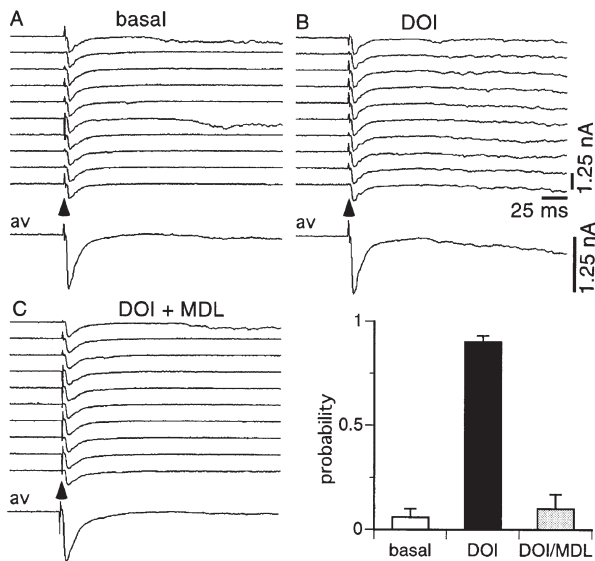 A basal
B DOI
1.25 nA
25 ms
av
av
1.25 nA
C DOI + MDL
av
probability
1
0.5
0
basal DOI DOI/MDL